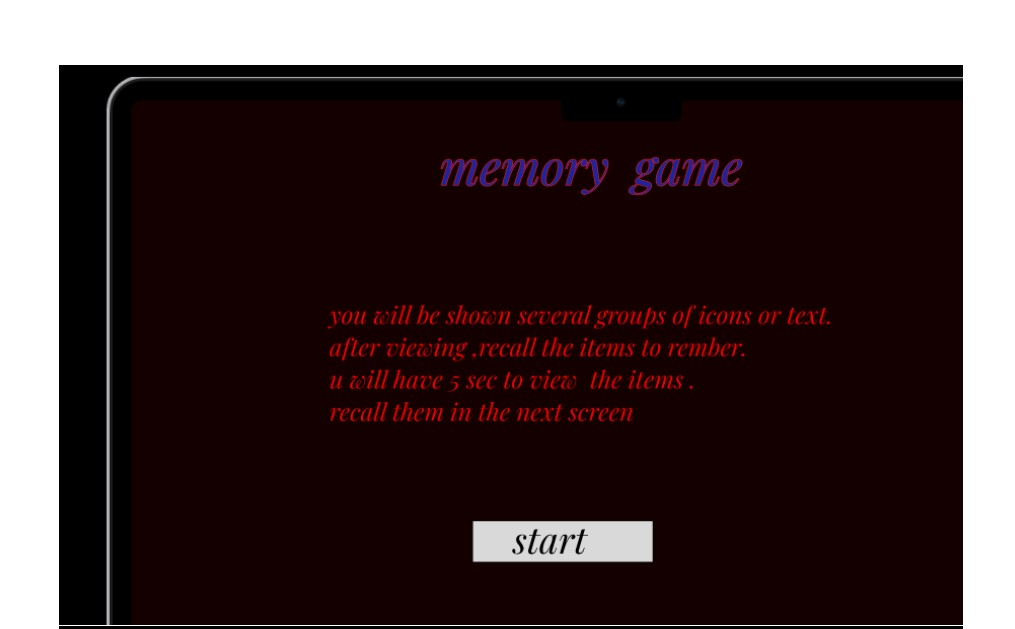 memory game
you will be shown several groups of icons or text.
after viewing ,recall the items to rember.
u will have 5 sec to view the items .
recall them in the next screen
start